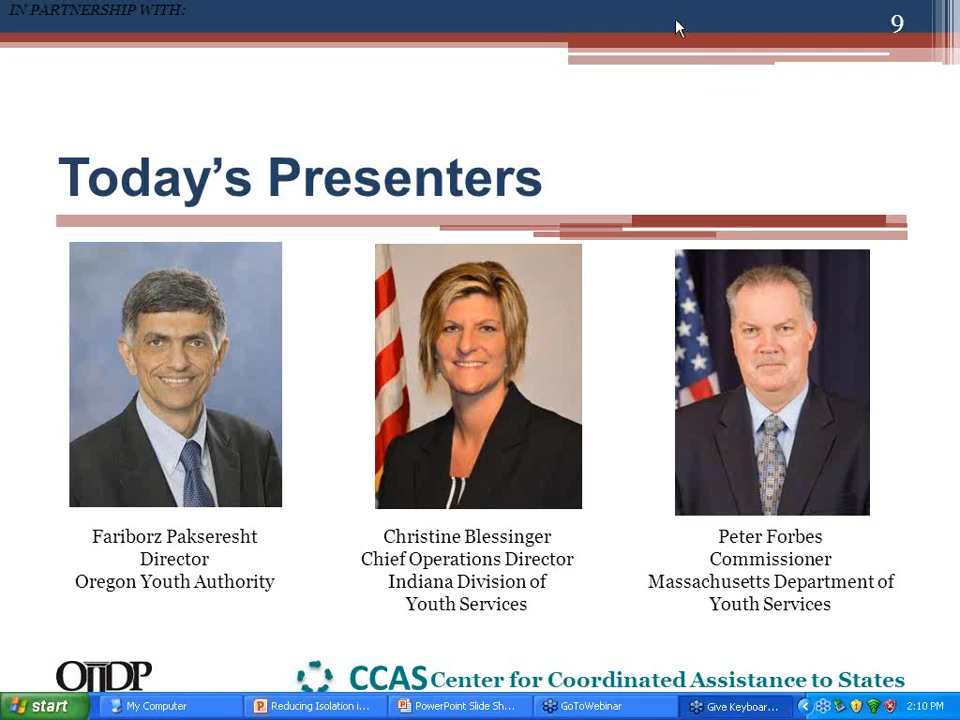 IN PARTNERSHIP WITH:
9
Today's Presenters
Fariborz Pakseresht
Director
Oregon Youth Authority
Christine Blessinger
Chief Operations Director
Indiana Division of
Youth Services
Peter Forbes
Commissioner
Massachusetts Department of
Youth Services
OJJDP
CCAS Center for Coordinated Assistance to States
start
My Computer
Reducing Isolation i...
PowerPoint Slide Sh...
GoToWebinar
Give Keyboar...
2:10 PM